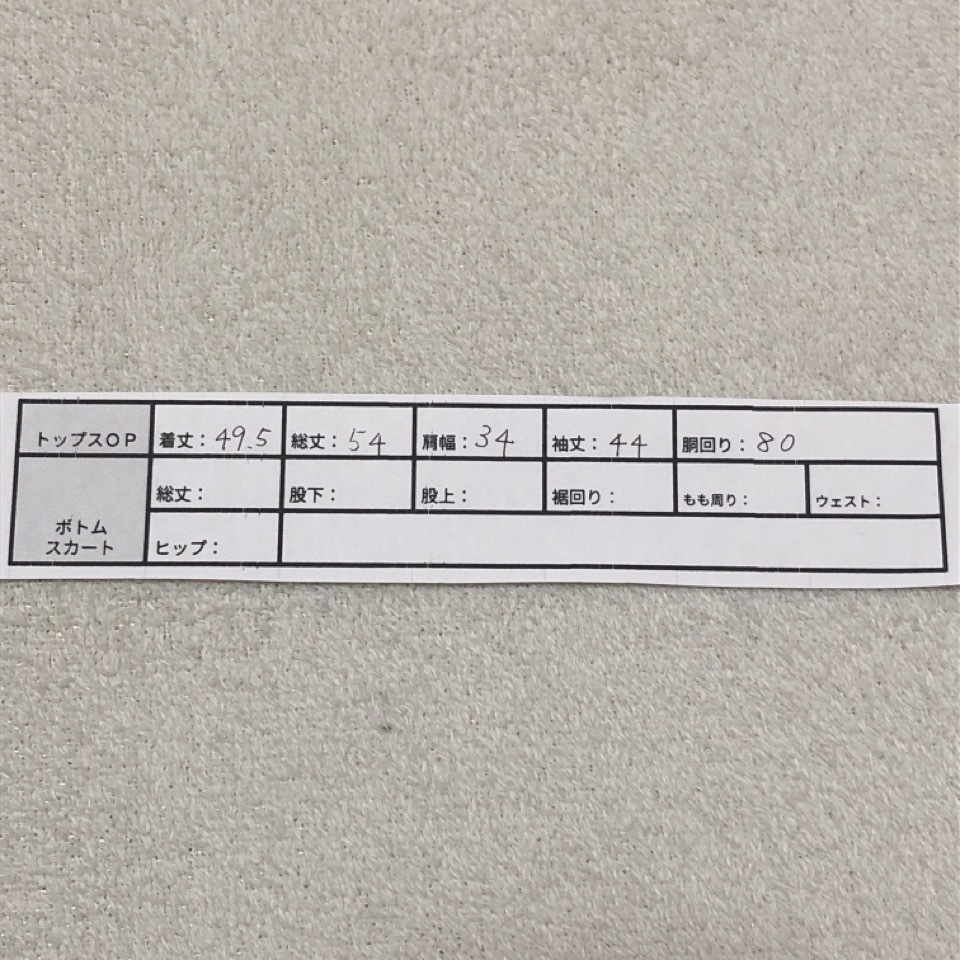 トップスOP 着丈：49.5 総丈：54 肩幅：34 袖丈：44 胴回り：80
総丈： 股下： 股上： 裾回り： もも周り： ウェスト：
ボトム
スカート ヒップ：